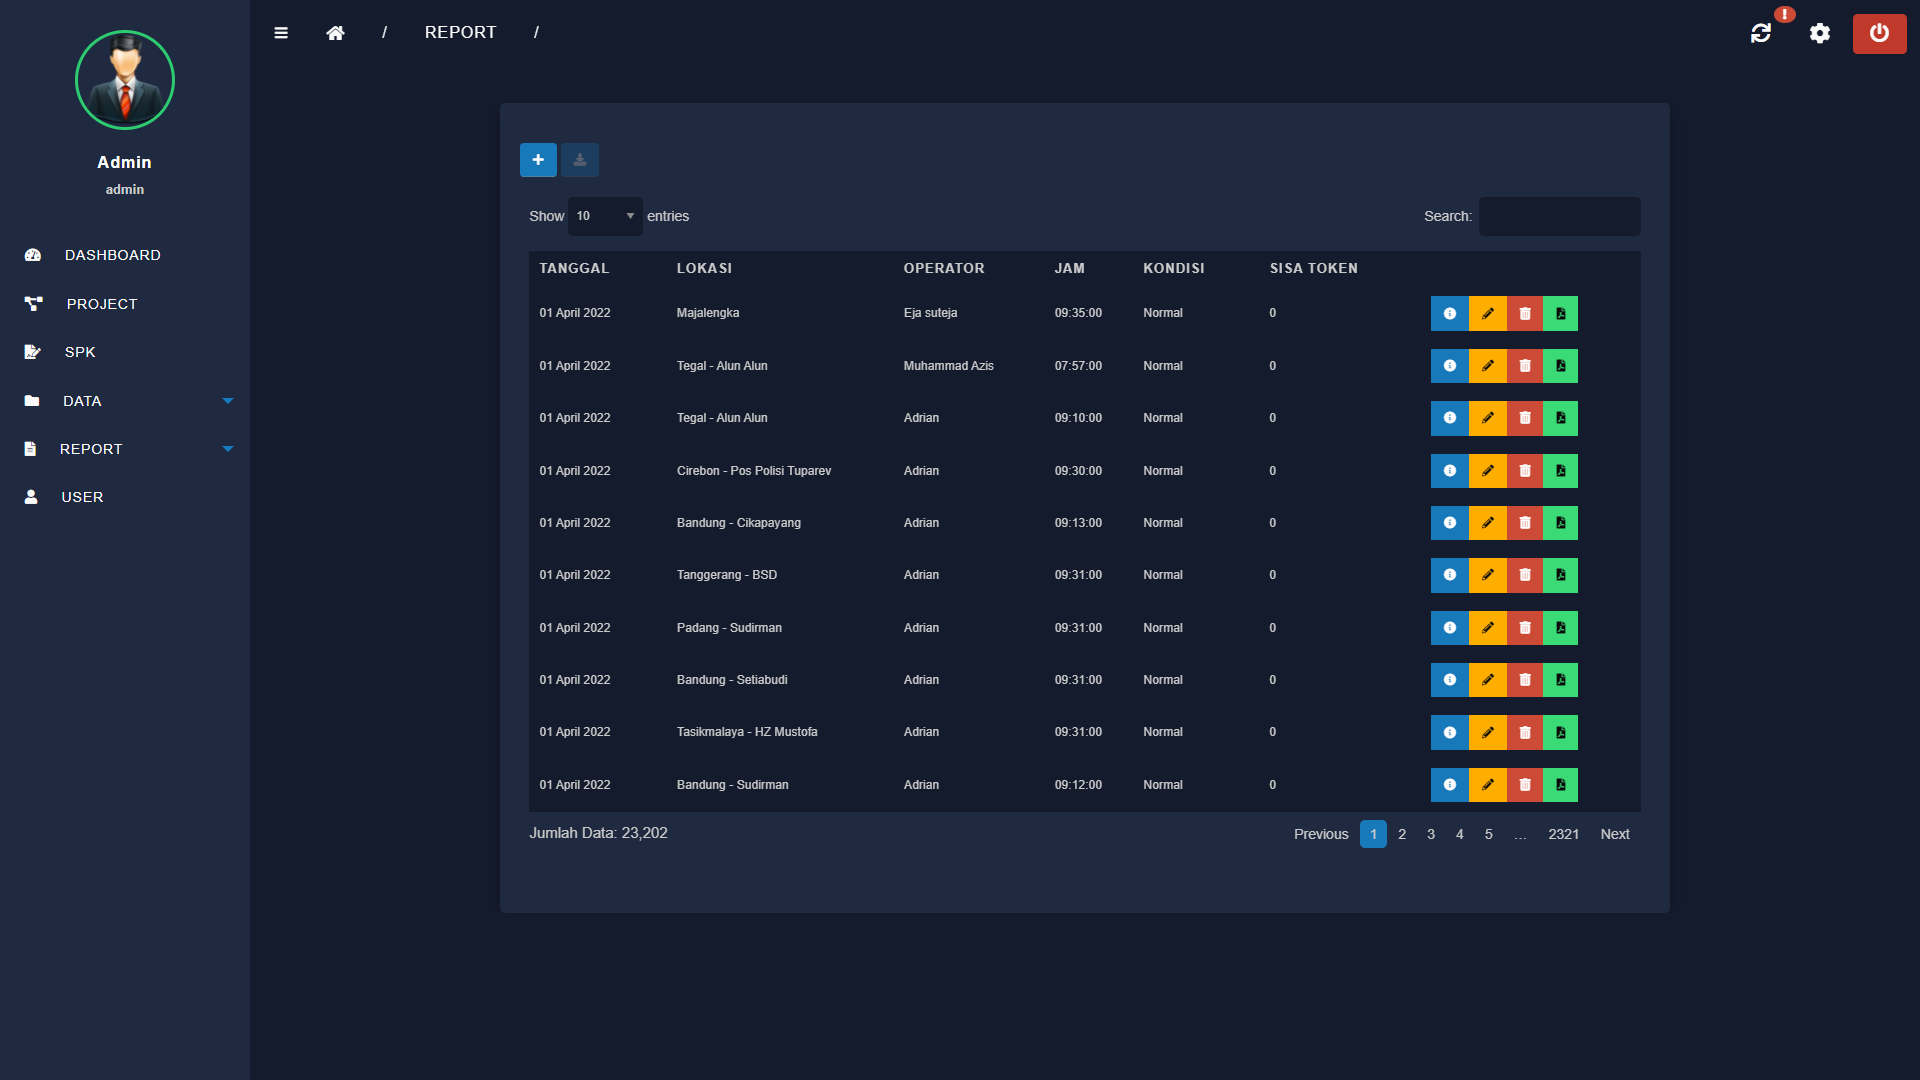 / REPORT /
Admin
admin
DASHBOARD
PROJECT
SPK
DATA
REPORT
USER
Show 10 entries
Search:
TANGGAL LOKASI OPERATOR JAM KONDISI SISA TOKEN
01 April 2022 Majalengka Eja suteja 09:35:00 Normal 0
01 April 2022 Tegal - Alun Alun Muhammad Azis 07:57:00 Normal 0
01 April 2022 Tegal - Alun Alun Adrian 09:10:00 Normal 0
01 April 2022 Cirebon - Pos Polisi Tuparev Adrian 09:30:00 Normal 0
01 April 2022 Bandung - Cikapayang Adrian 09:13:00 Normal 0
01 April 2022 Tanggerang - BSD Adrian 09:31:00 Normal 0
01 April 2022 Padang - Sudirman Adrian 09:31:00 Normal 0
01 April 2022 Bandung - Setiabudi Adrian 09:31:00 Normal 0
01 April 2022 Tasikmalaya - HZ Mustofa Adrian 09:31:00 Normal 0
01 April 2022 Bandung - Sudirman Adrian 09:12:00 Normal 0
Jumlah Data: 23,202
Previous 1 2 3 4 5 … 2321 Next